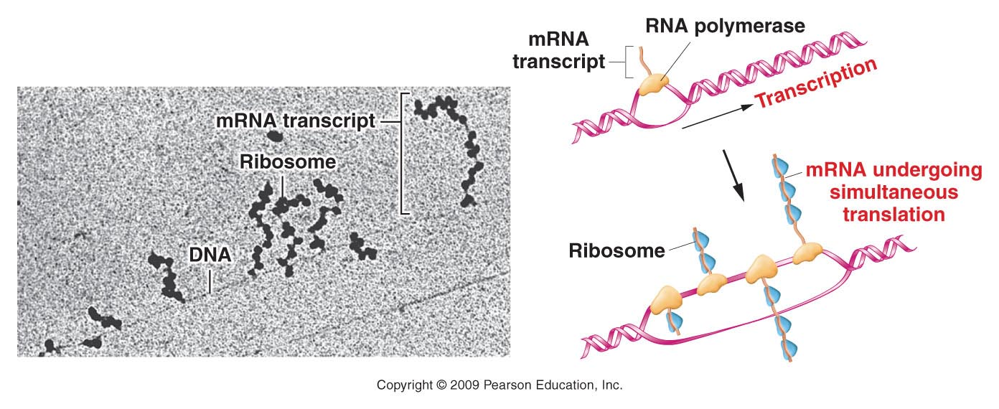 mRNA transcript
Ribosome
DNA
mRNA
transcript
RNA polymerase
Transcription
mRNA undergoing
simultaneous
translation
Ribosome
Copyright © 2009 Pearson Education, Inc.